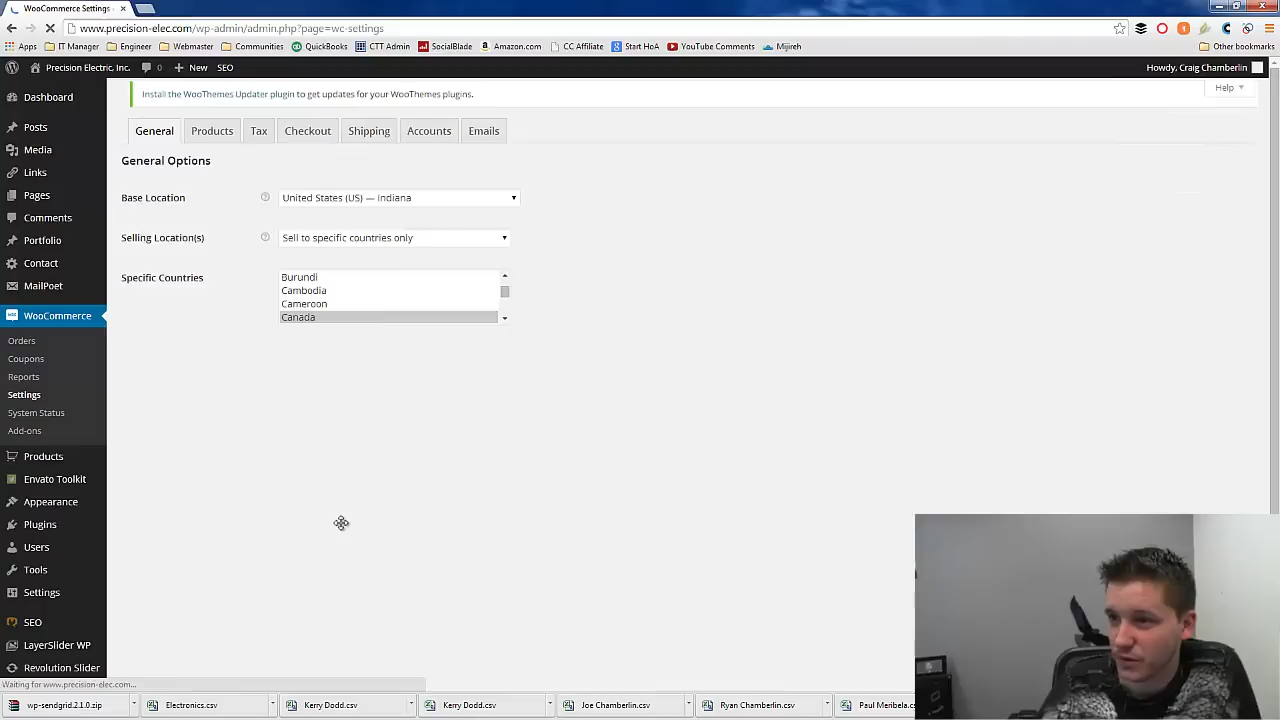 WooCommerce Settings
www.precision-elec.com/wp-admin/admin.php?page=wc-settings
Apps IT Manager Engineer Webmaster Communities QuickBooks CTT Admin SocialBlade Amazon.com CC Affiliate Start HoA YouTube Comments Mijireh Other bookmarks
Precision Electric, Inc. 0 New SEO Howdy, Craig Chamberlin
Install the WooThemes Updater plugin to get updates for your WooThemes plugins.
Help
General Products Tax Checkout Shipping Accounts Emails
General Options
Base Location United States (US) — Indiana
Selling Location(s) Sell to specific countries only
Specific Countries Burundi
Cambodia
Cameroon
Canada
Dashboard
Posts
Media
Links
Pages
Comments
Portfolio
Contact
MailPoet
WooCommerce
Orders
Coupons
Reports
Settings
System Status
Add-ons
Products
Envato Toolkit
Appearance
Plugins
Users
Tools
Settings
SEO
LayerSlider WP
Revolution Slider
Waiting for www.precision-elec.com...
wp-sendgrid.2.1.0.zip Electronics.csv Kerry Dodd.csv Kerry Dodd.csv Joe Chamberlin.csv Ryan Chamberlin.csv Paul Meribela.cs